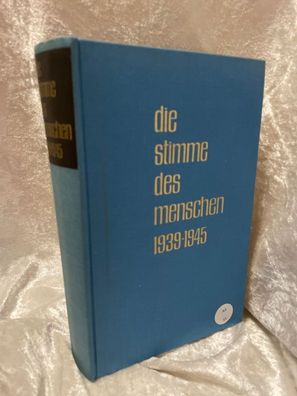 die
stimme
des
menschen
1939-1945